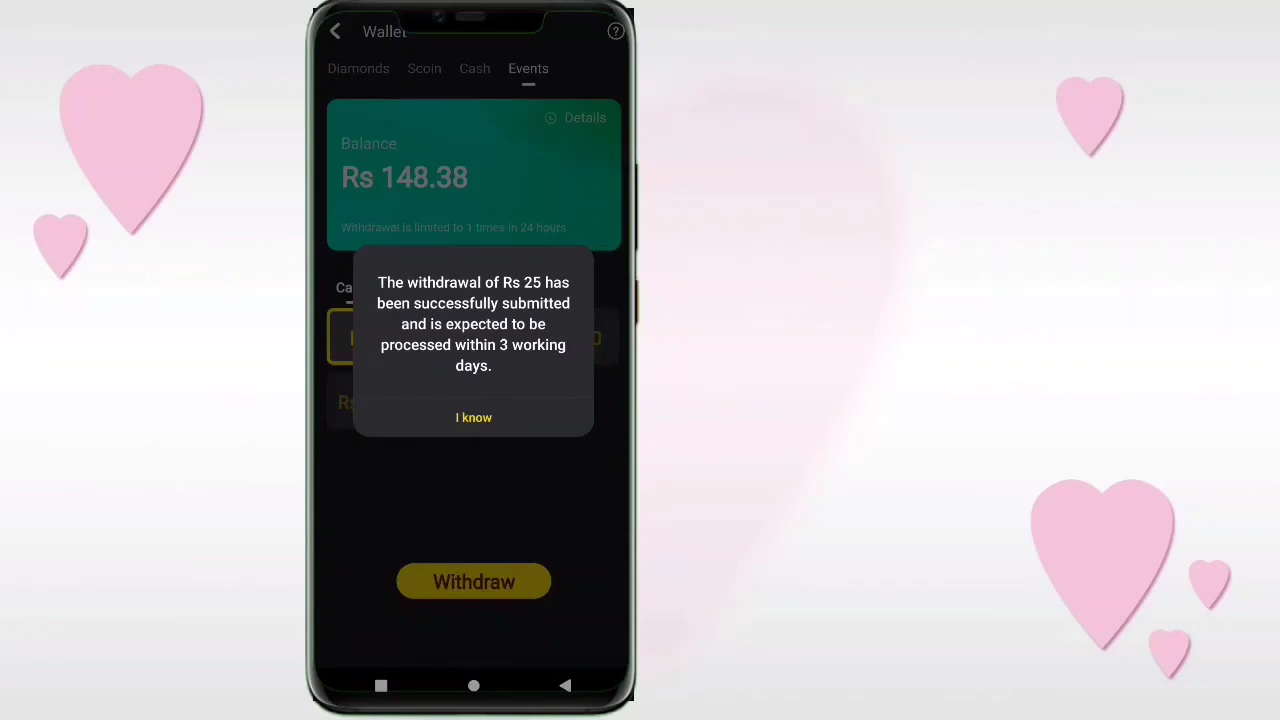 Wallet
?
Diamonds Scoin Cash Events
Details
Balance
Rs 148.38
Withdrawal is limited to 1 times in 24 hours
The withdrawal of Rs 25 has
been successfully submitted
and is expected to be
processed within 3 working
days.
I know
Withdraw